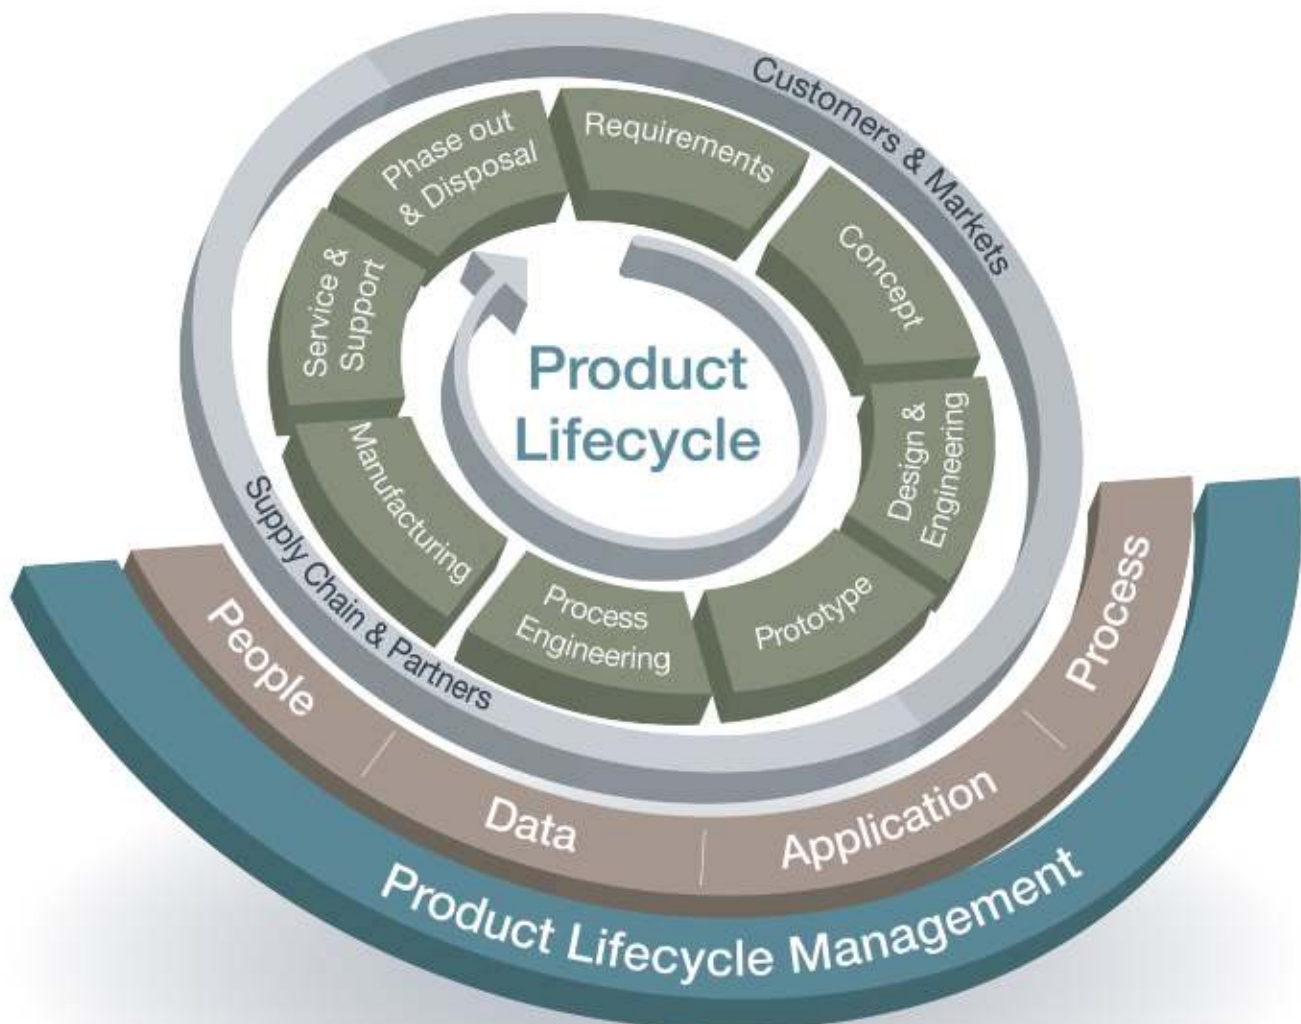 Customers & Markets
Requirements
Concept
Design &
Engineering
Prototype
Process
Engineering
Manufacturing
Service &
Support
Phase out
& Disposal
Product
Lifecycle
Supply Chain & Partners
People
Data
Application
Process
Product Lifecycle Management